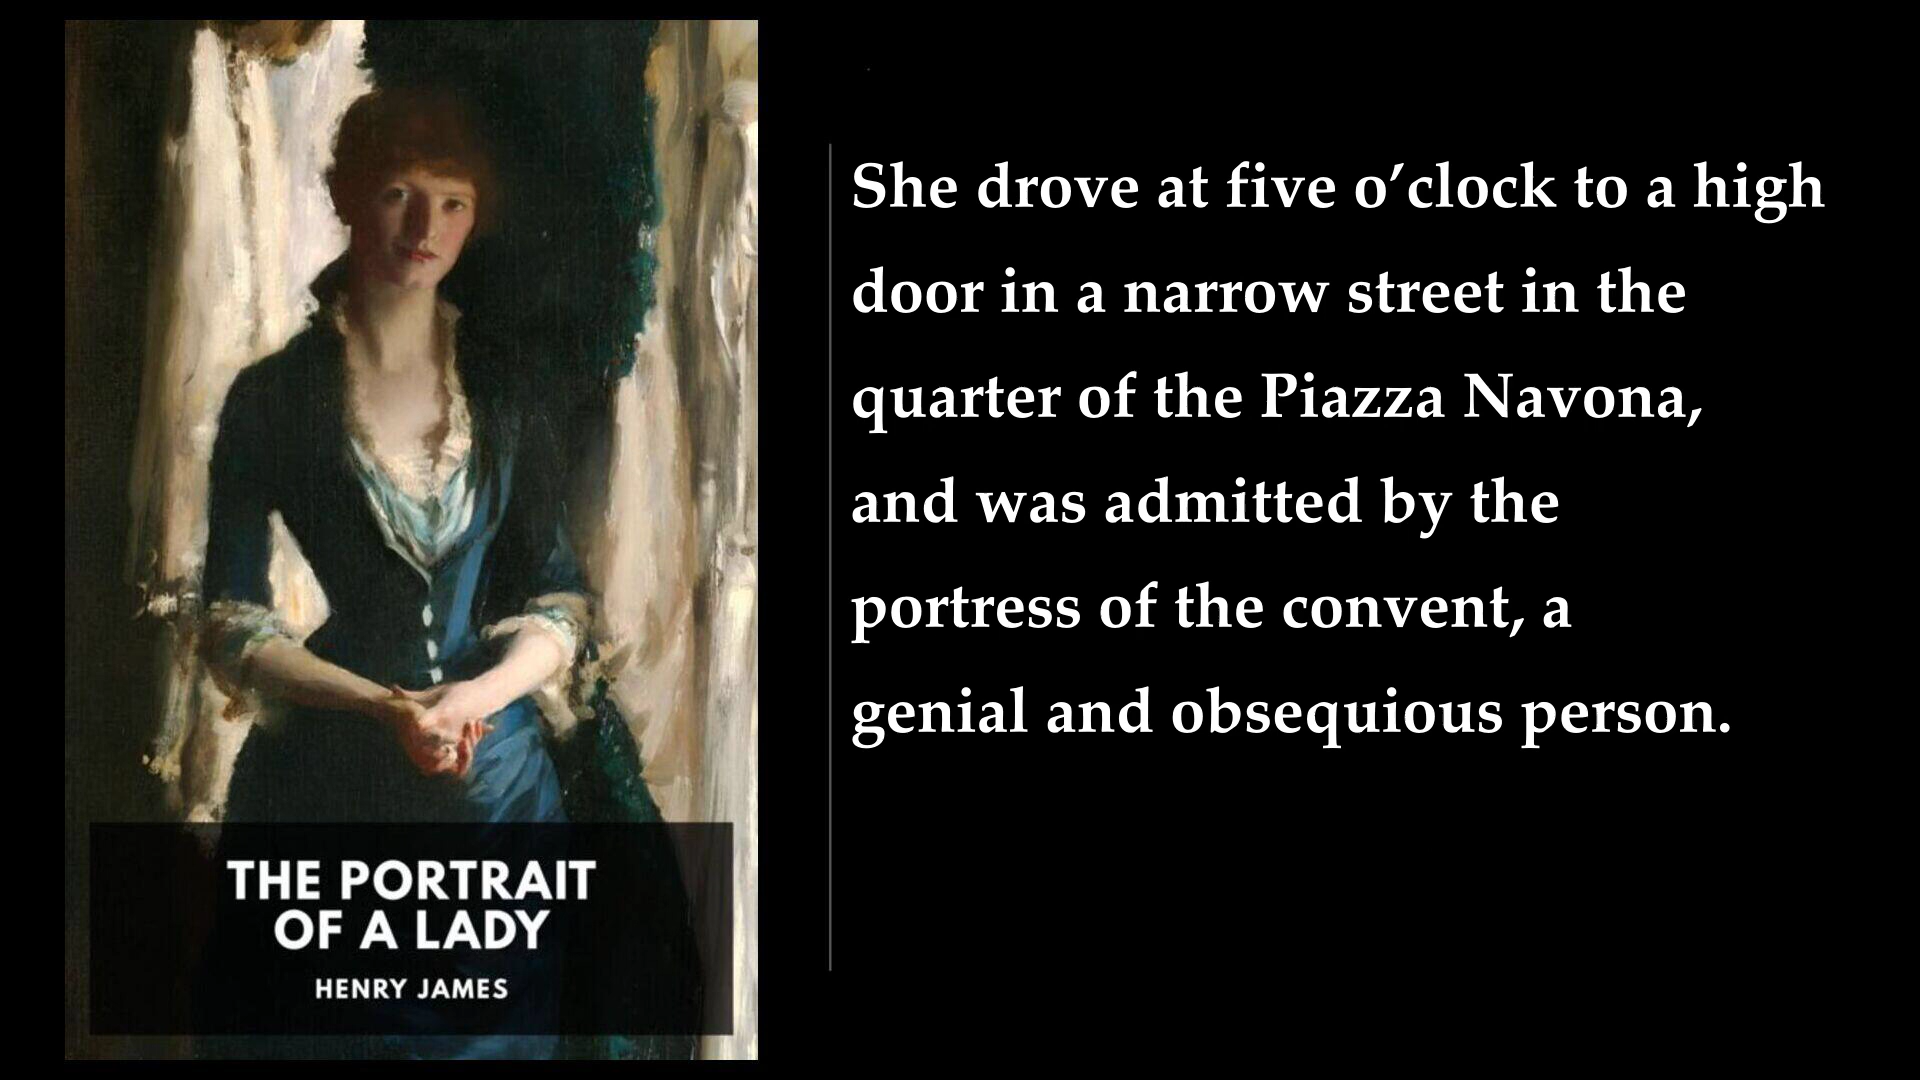 She drove at five o’clock to a high
door in a narrow street in the
quarter of the Piazza Navona,
and was admitted by the
portress of the convent, a
genial and obsequious person.
THE PORTRAIT
OF A LADY
HENRY JAMES